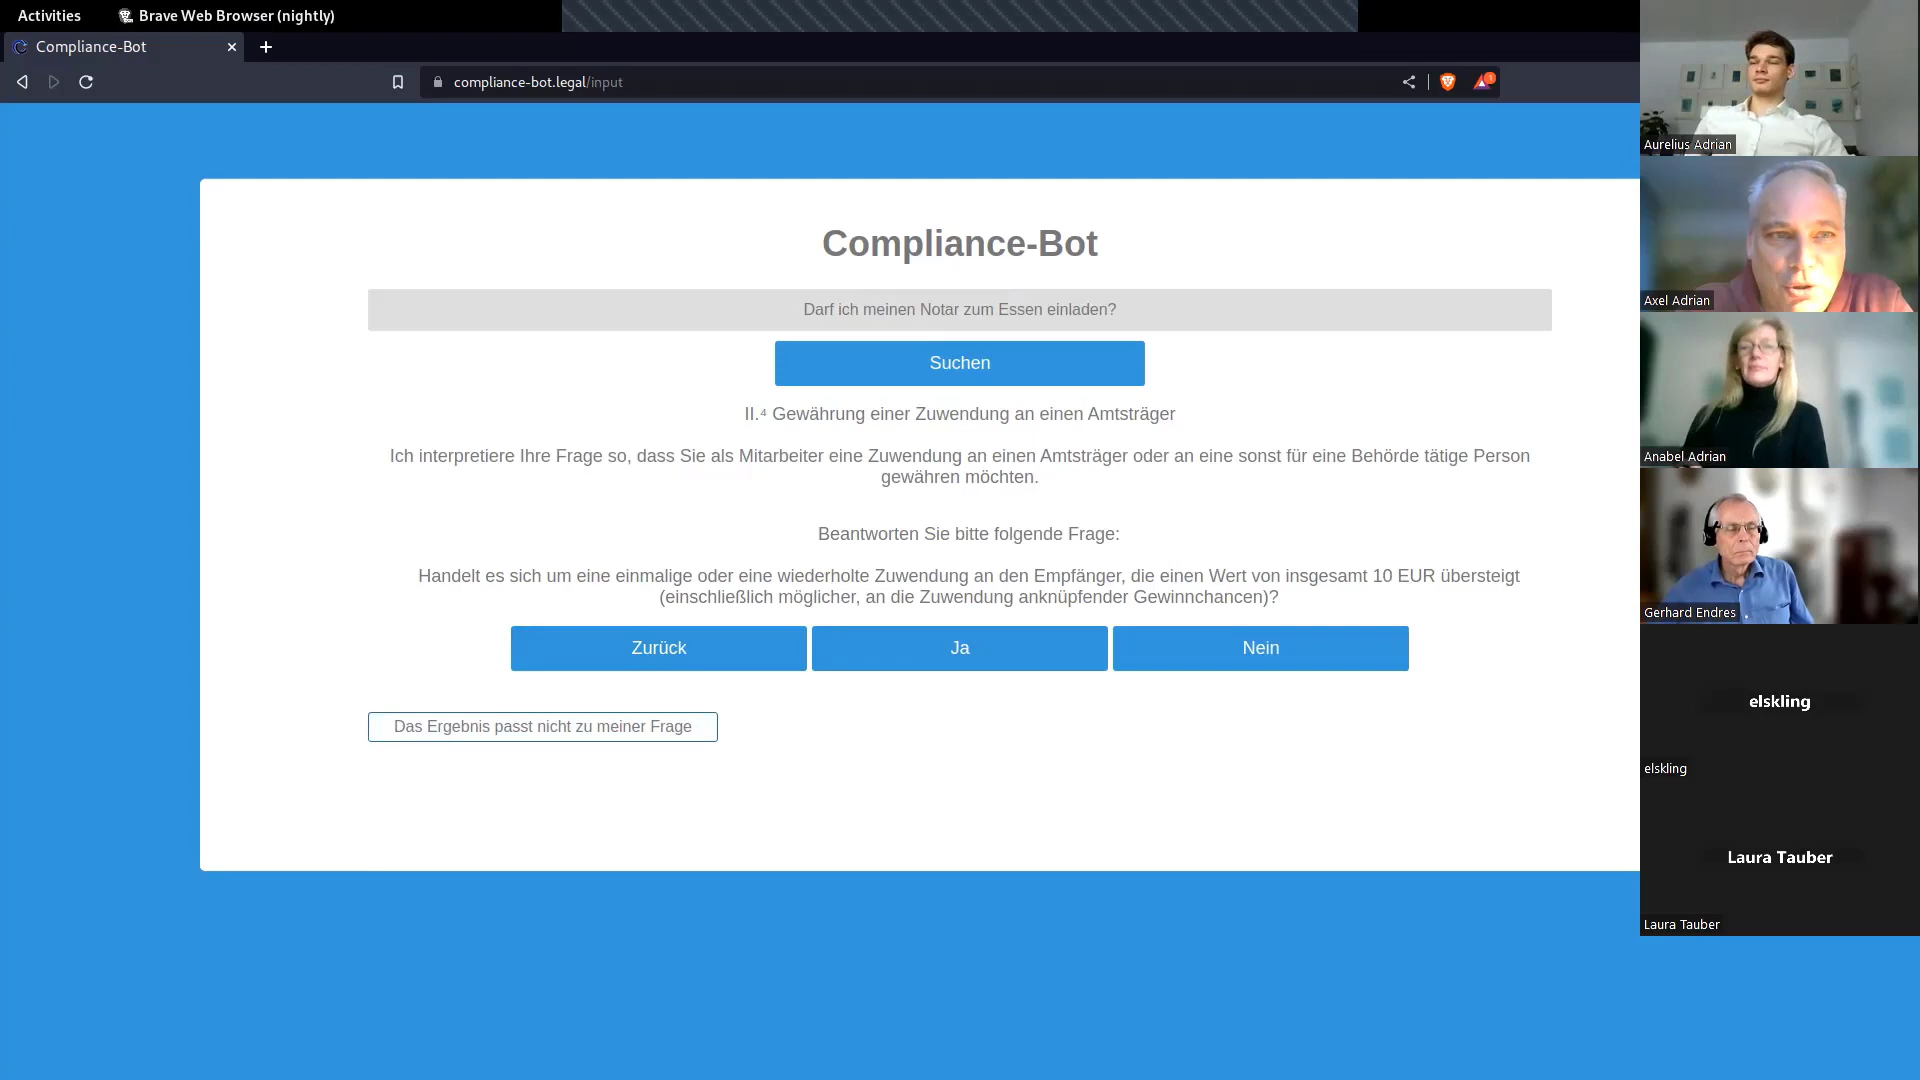 Activities
Brave Web Browser (nightly)
Compliance-Bot
compliance-bot.legal/input
1
Compliance-Bot
Darf ich meinen Notar zum Essen einladen?
Suchen
II.⁴ Gewährung einer Zuwendung an einen Amtsträger
Ich interpretiere Ihre Frage so, dass Sie als Mitarbeiter eine Zuwendung an einen Amtsträger oder an eine sonst für eine Behörde tätige Person
gewähren möchten.
Beantworten Sie bitte folgende Frage:
Handelt es sich um eine einmalige oder eine wiederholte Zuwendung an den Empfänger, die einen Wert von insgesamt 10 EUR übersteigt
(einschließlich möglicher, an die Zuwendung anknüpfender Gewinnchancen)?
Zurück
Ja
Nein
Das Ergebnis passt nicht zu meiner Frage
Aurelius Adrian
Axel Adrian
Anabel Adrian
Gerhard Endres
elskling
elskling
Laura Tauber
Laura Tauber